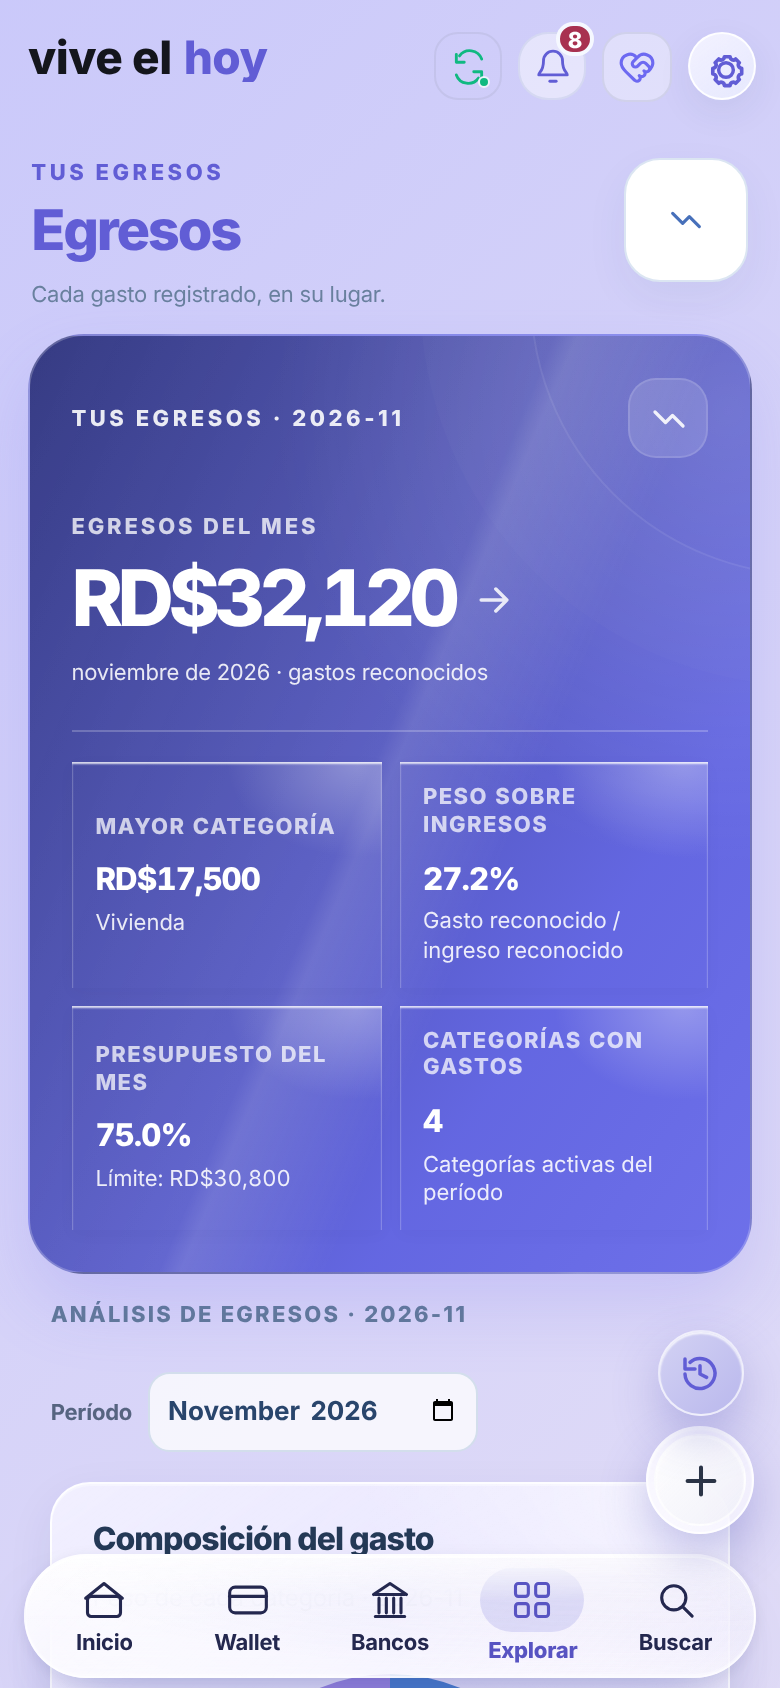 vive el hoy
8
TUS EGRESOS
Egresos
Cada gasto registrado, en su lugar.
TUS EGRESOS · 2026-11
EGRESOS DEL MES
RD$32,120 →
noviembre de 2026 · gastos reconocidos
MAYOR CATEGORÍA
RD$17,500
Vivienda
PESO SOBRE
INGRESOS
27.2%
Gasto reconocido /
ingreso reconocido
PRESUPUESTO DEL
MES
75.0%
Límite: RD$30,800
CATEGORÍAS CON
GASTOS
4
Categorías activas del
período
ANÁLISIS DE EGRESOS · 2026-11
Período
November 2026
Composición del gasto
Inicio
Wallet
Bancos
Explorar
Buscar